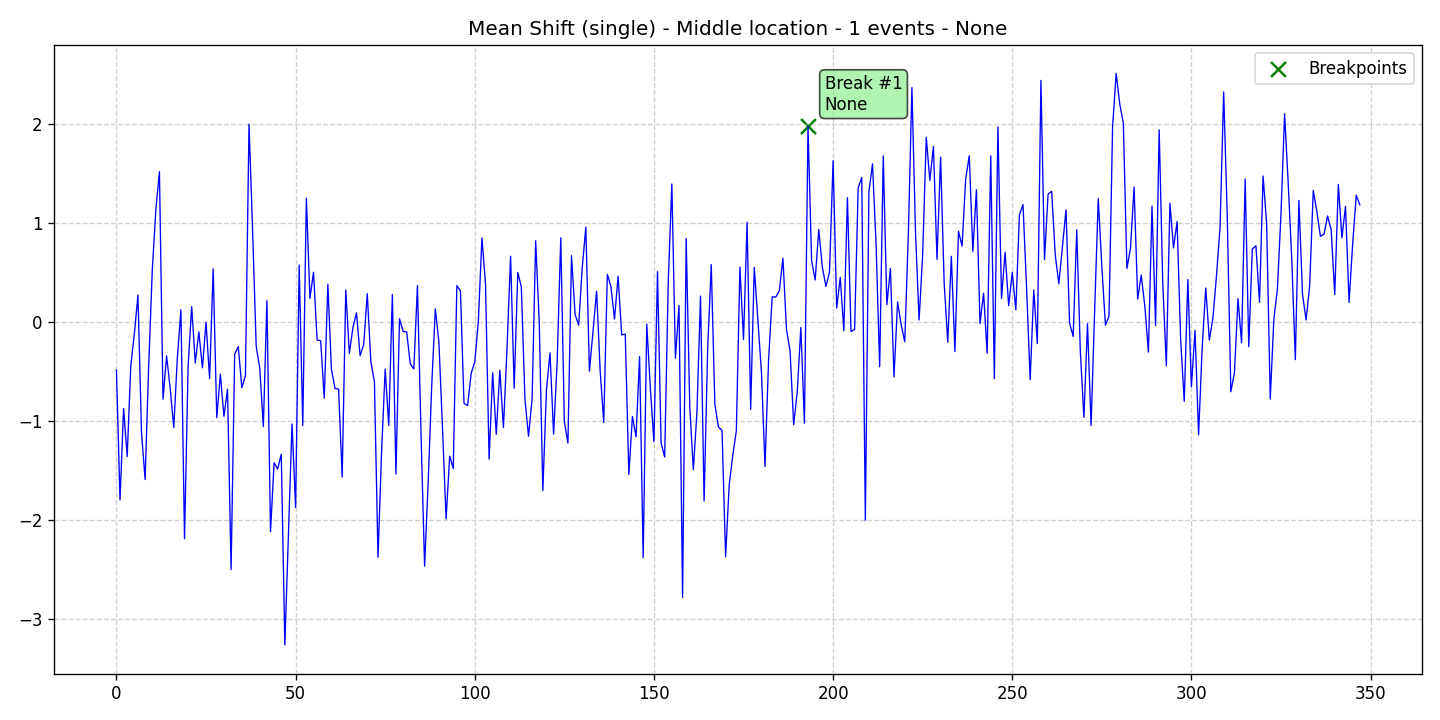 Mean Shift (single) - Middle location - 1 events - None
Breakpoints
Break #1
None
2
1
0
−1
−2
−3
0 50 100 150 200 250 300 350